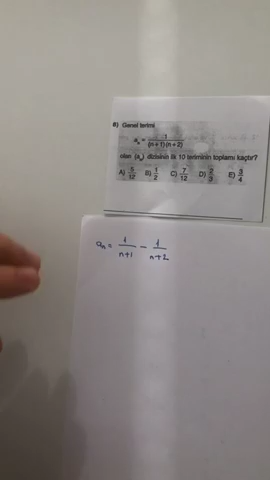 8) Genel terimi
aₙ = 1/((n+1)(n+2))
olan (aₙ) dizisinin ilk 10 teriminin toplamı kaçtır?
A) 5/12 B) 1/2 C) 7/12 D) 2/3 E) 3/4
aₙ = 1/(n+1) - 1/(n+2)